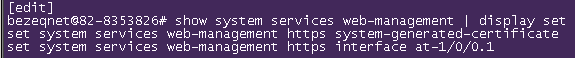 [edit]
bezeqnet@82-8353826# show system services web-management | display set
set system services web-management https system-generated-certificate
set system services web-management https interface at-1/0/0.1